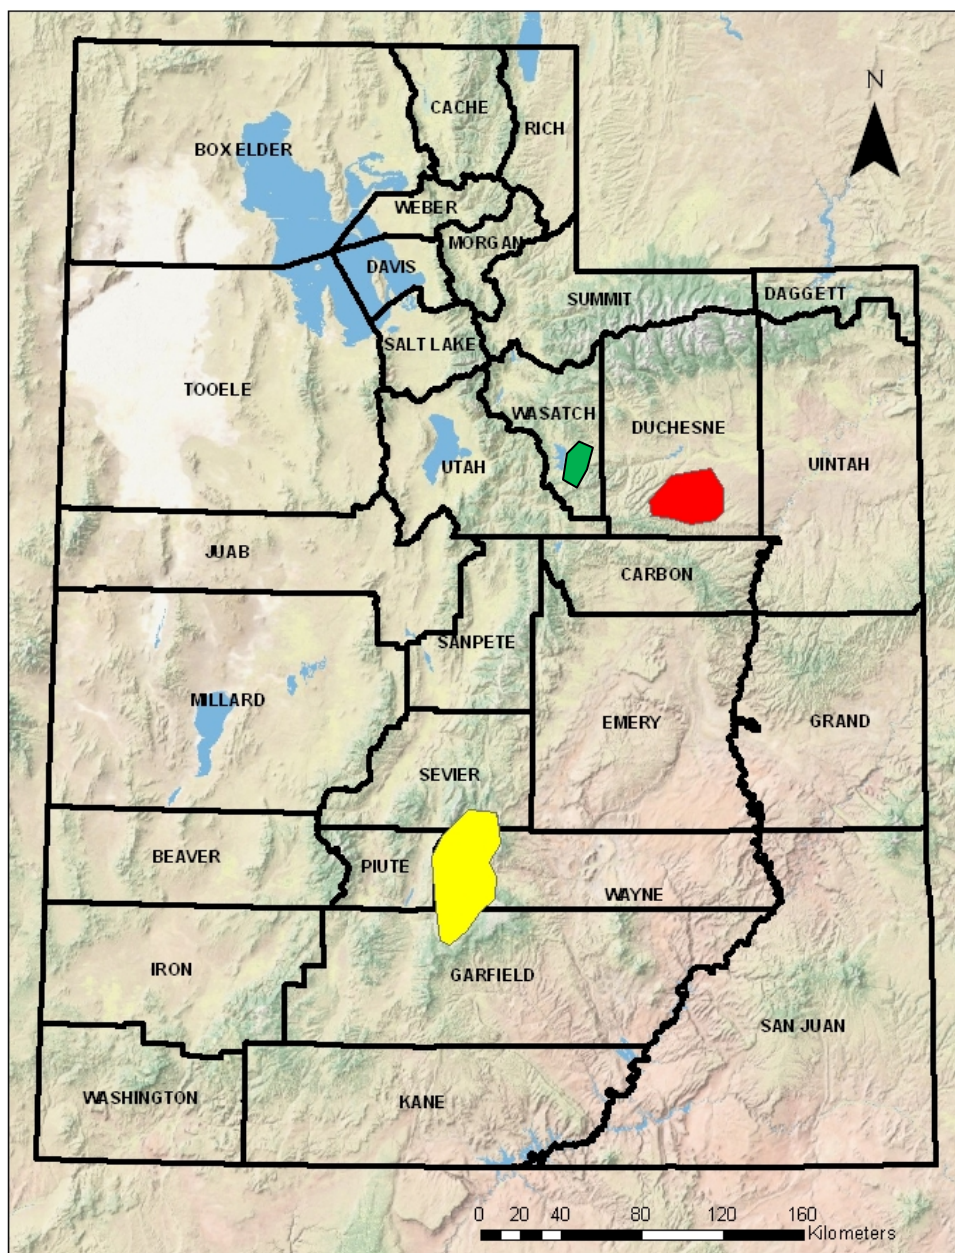 N
CACHE
RICH
BOX ELDER
WEBER
MORGAN
DAVIS
SUMMIT
DAGGETT
SALT LAKE
TOOELE
WASATCH
DUCHESNE
UTAH
UINTAH
JUAB
CARBON
SANPETE
MILLARD
EMERY
GRAND
SEVIER
BEAVER
PIUTE
WAYNE
IRON
GARFIELD
SAN JUAN
WASHINGTON
KANE
0 20 40 80 120 160
Kilometers